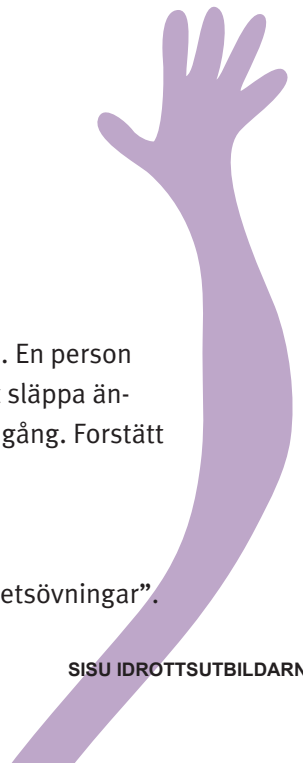 . En person
släppa än-
gång. Forstätt
etsövningar”.
SISU IDROTTSUTBILDARN